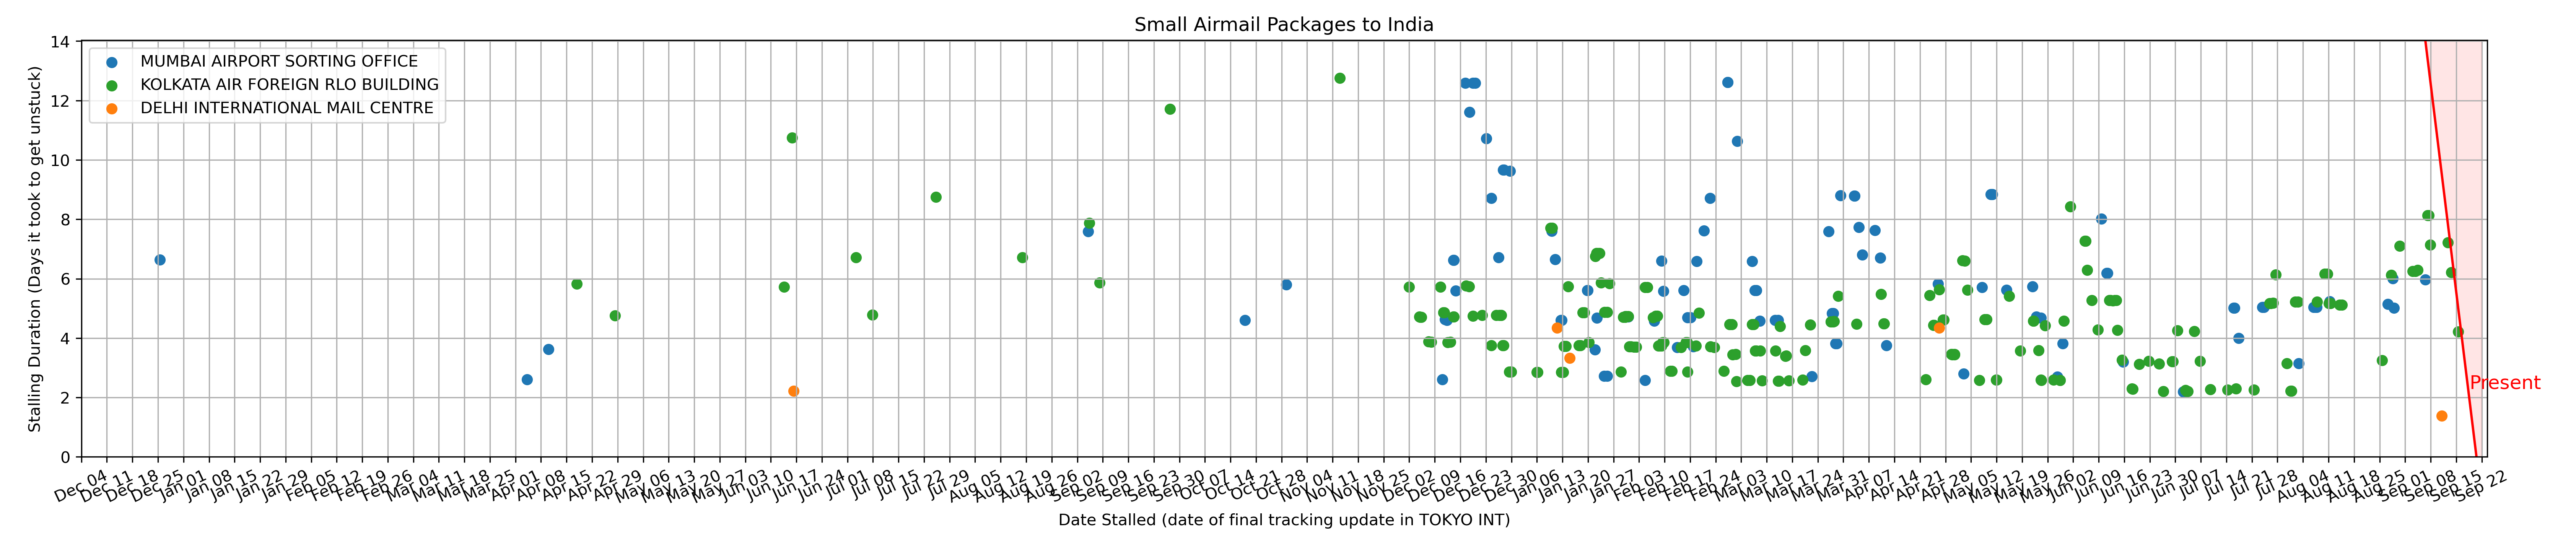 Small Airmail Packages to India
MUMBAI AIRPORT SORTING OFFICE
KOLKATA AIR FOREIGN RLO BUILDING
DELHI INTERNATIONAL MAIL CENTRE
Stalling Duration (Days it took to get unstuck)
14
12
10
8
6
4
2
0
Present
Dec 04
Dec 11
Dec 18
Dec 25
Jan 01
Jan 08
Jan 15
Jan 22
Jan 29
Feb 05
Feb 12
Feb 19
Feb 26
Mar 04
Mar 11
Mar 18
Mar 25
Apr 01
Apr 08
Apr 15
Apr 22
Apr 29
May 06
May 13
May 20
May 27
Jun 03
Jun 10
Jun 17
Jun 24
Jul 01
Jul 08
Jul 15
Jul 22
Jul 29
Aug 05
Aug 12
Aug 19
Aug 26
Sep 02
Sep 09
Sep 16
Sep 23
Sep 30
Oct 07
Oct 14
Oct 21
Oct 28
Nov 04
Nov 11
Nov 18
Nov 25
Dec 02
Dec 09
Dec 16
Dec 23
Dec 30
Jan 06
Jan 13
Jan 20
Jan 27
Feb 03
Feb 10
Feb 17
Feb 24
Mar 03
Mar 10
Mar 17
Mar 24
Mar 31
Apr 07
Apr 14
Apr 21
Apr 28
May 05
May 12
May 19
May 26
Jun 02
Jun 09
Jun 16
Jun 23
Jun 30
Jul 07
Jul 14
Jul 21
Jul 28
Aug 04
Aug 11
Aug 18
Aug 25
Sep 01
Sep 08
Sep 15
Sep 22
Date Stalled (date of final tracking update in TOKYO INT)